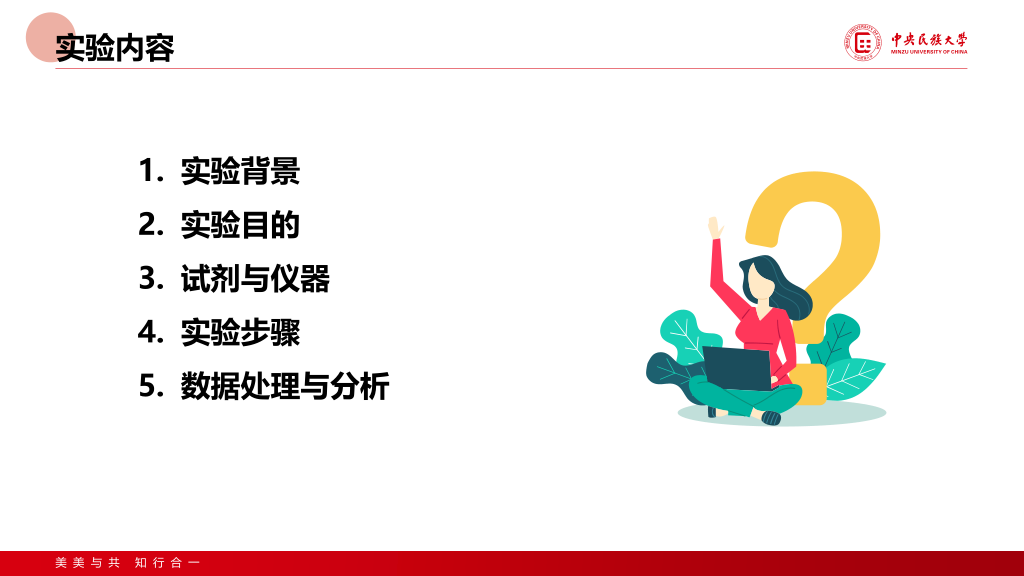 实验内容
中央民族大学
MINZU UNIVERSITY OF CHINA
1. 实验背景
2. 实验目的
3. 试剂与仪器
4. 实验步骤
5. 数据处理与分析
美美与共 知行合一